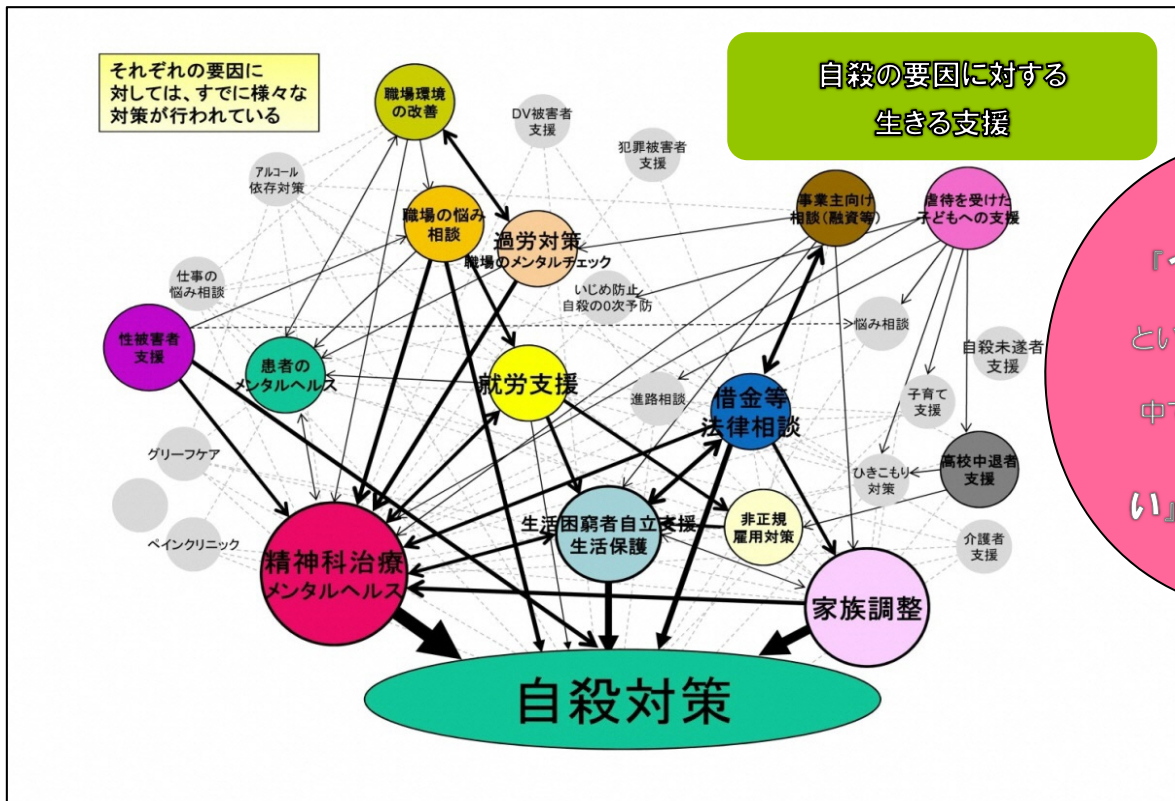 それぞれの要因に
対しては、すでに様々な
対策が行われている
自殺の要因に対する
生きる支援
職場環境
の改善
DV被害者
支援
犯罪被害者
支援
アルコール
依存対策
職場の悩み
相談
過労対策
職場のメンタルチェック
事業主向け
相談(融資等)
虐待を受けた
子どもへの支援
仕事の
悩み相談
いじめ防止
自殺の0次予防
悩み相談
性被害者
支援
患者の
メンタルヘルス
就労支援
進路相談
借金等
法律相談
自殺未遂者
支援
子育て
支援
グリーフケア
ひきこもり
対策
高校中退者
支援
ペインクリニック
精神科治療
メンタルヘルス
生活困窮者自立支援
生活保護
非正規
雇用対策
介護者
支援
家族調整
自殺対策
とい
い』